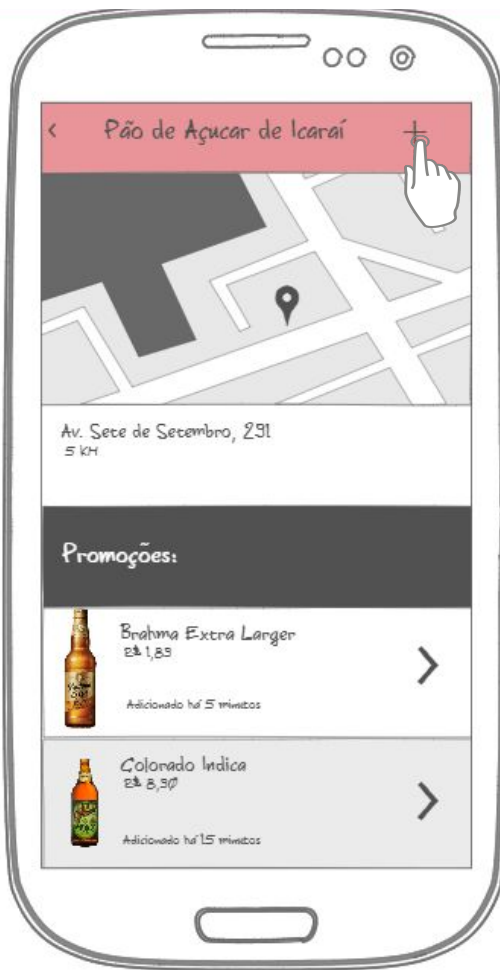 < Pão de Açucar de Icaraí +
Av. Sete de Setembro, 291
5 KM
Promoções:
Brahma Extra Larger
R$ 1,89
Adicionado há 5 minutos
Colorado Indica
R$ 8,90
Adicionado há 15 minutos